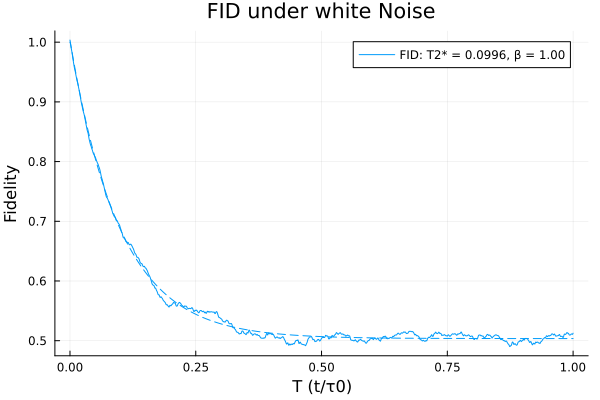 FID under white Noise
FID: T2* = 0.0996, β = 1.00
Fidelity
1.0
0.9
0.8
0.7
0.6
0.5
0.00
0.25
0.50
0.75
1.00
T (t/τ0)